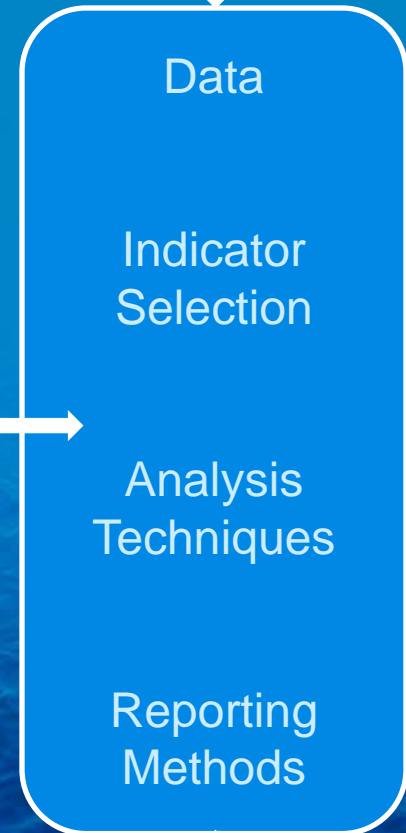 Data
Indicator
Selection
Analysis
Techniques
Reporting
Methods